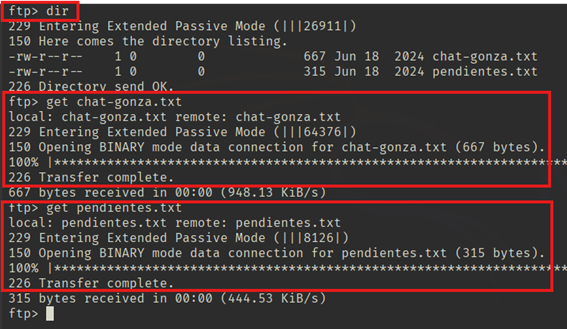 ftp> dir
229 Entering Extended Passive Mode (|||26911|)
150 Here comes the directory listing.
-rw-r--r--    1 0        0             667 Jun 18  2024 chat-gonza.txt
-rw-r--r--    1 0        0             315 Jun 18  2024 pendientes.txt
226 Directory send OK.
ftp> get chat-gonza.txt
local: chat-gonza.txt remote: chat-gonza.txt
229 Entering Extended Passive Mode (|||64376|)
150 Opening BINARY mode data connection for chat-gonza.txt (667 bytes).
100% |***********************************************************
226 Transfer complete.
667 bytes received in 00:00 (948.13 KiB/s)
ftp> get pendientes.txt
local: pendientes.txt remote: pendientes.txt
229 Entering Extended Passive Mode (|||8126|)
150 Opening BINARY mode data connection for pendientes.txt (315 bytes).
100% |***********************************************************
226 Transfer complete.
315 bytes received in 00:00 (444.53 KiB/s)
ftp>